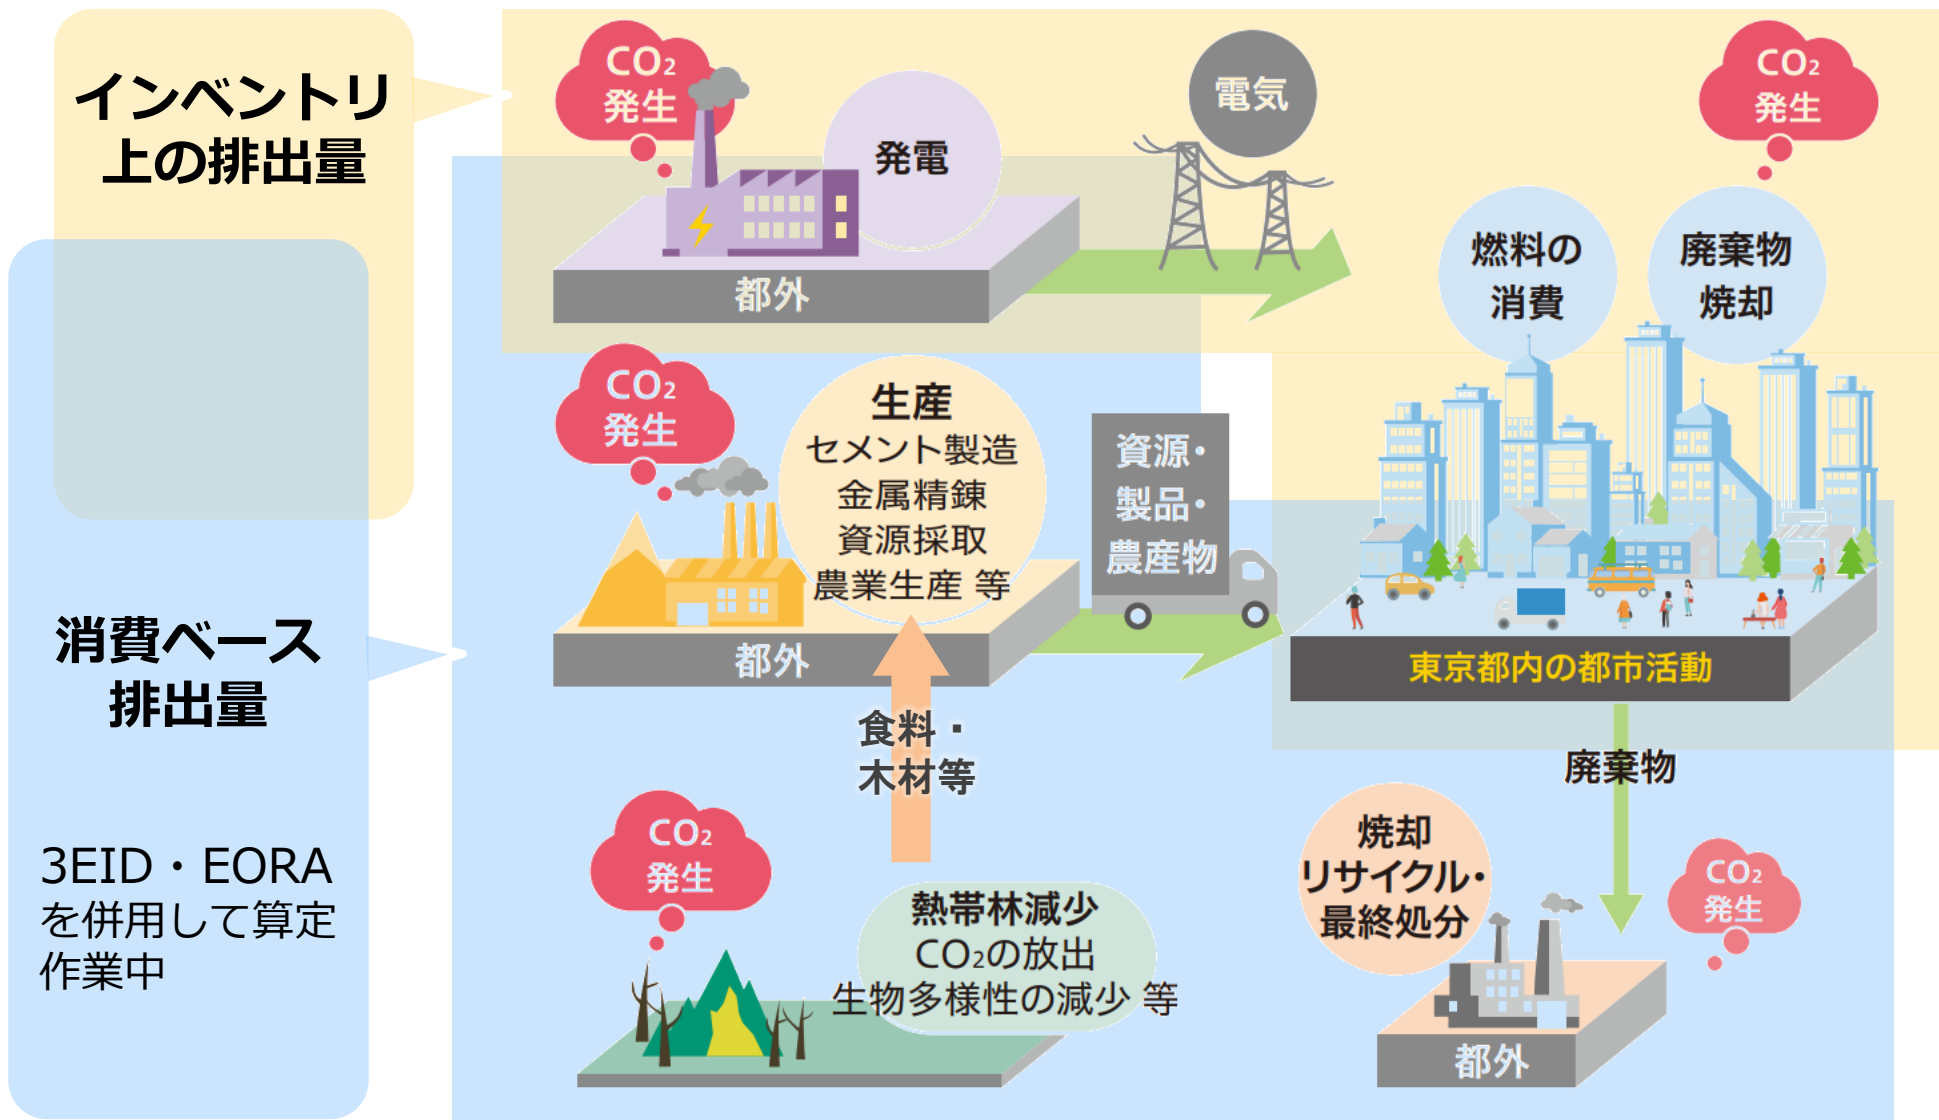 インベントリ
上の排出量
消費ベース
排出量
3EID・EORA
を併用して算定
作業中
CO₂
発生
発電
電気
都外
CO₂
発生
燃料の
消費
廃棄物
焼却
CO₂
発生
生産
セメント製造
金属精錬
資源採取
農業生産 等
都外
資源・
製品・
農産物
東京都内の都市活動
食料・
木材等
廃棄物
CO₂
発生
熱帯林減少
CO₂の放出
生物多様性の減少 等
焼却
リサイクル・
最終処分
CO₂
発生
都外